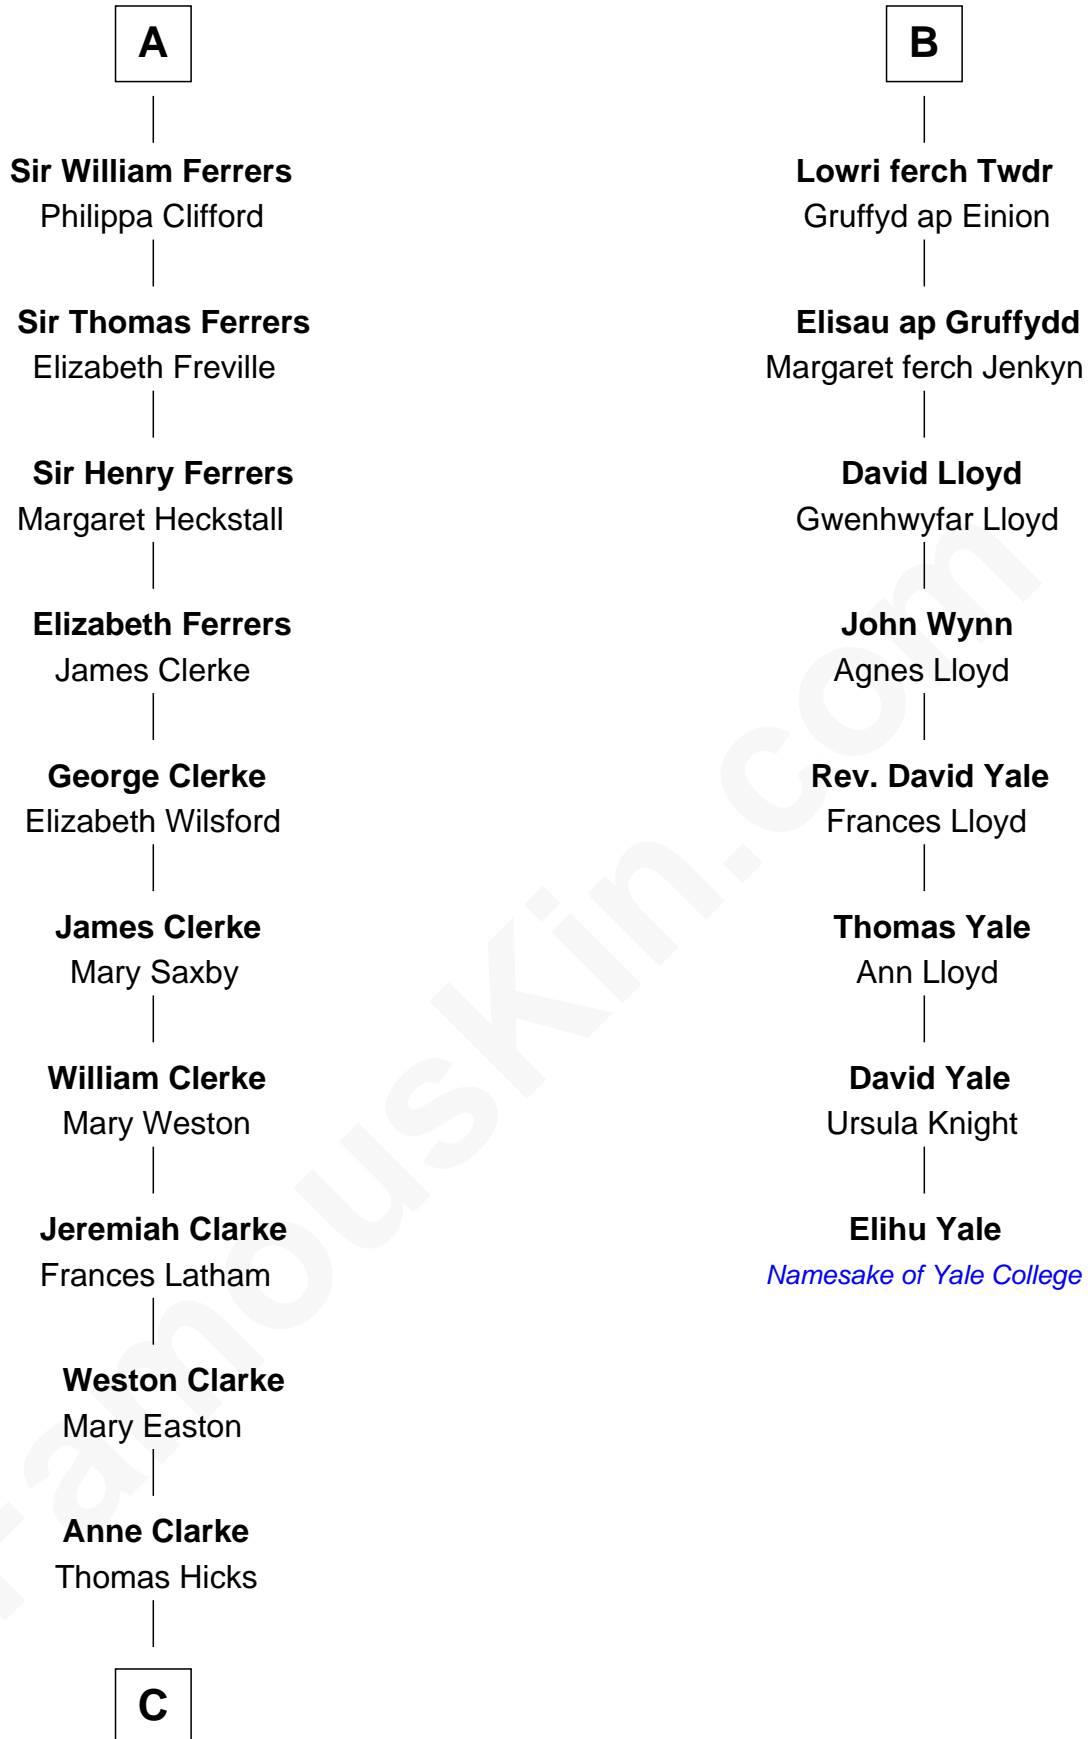 A
Sir William Ferrers
Philippa Clifford
Sir Thomas Ferrers
Elizabeth Freville
Sir Henry Ferrers
Margaret Heckstall
Elizabeth Ferrers
James Clerke
George Clerke
Elizabeth Wilsford
James Clerke
Mary Saxby
William Clerke
Mary Weston
Jeremiah Clarke
Frances Latham
Weston Clarke
Mary Easton
Anne Clarke
Thomas Hicks
C
B
Lowri ferch Twdr
Gruffyd ap Einion
Elisau ap Gruffydd
Margaret ferch Jenkyn
David Lloyd
Gwenhwyfar Lloyd
John Wynn
Agnes Lloyd
Rev. David Yale
Frances Lloyd
Thomas Yale
Ann Lloyd
David Yale
Ursula Knight
Elihu Yale
Namesake of Yale College
FamousKin.com